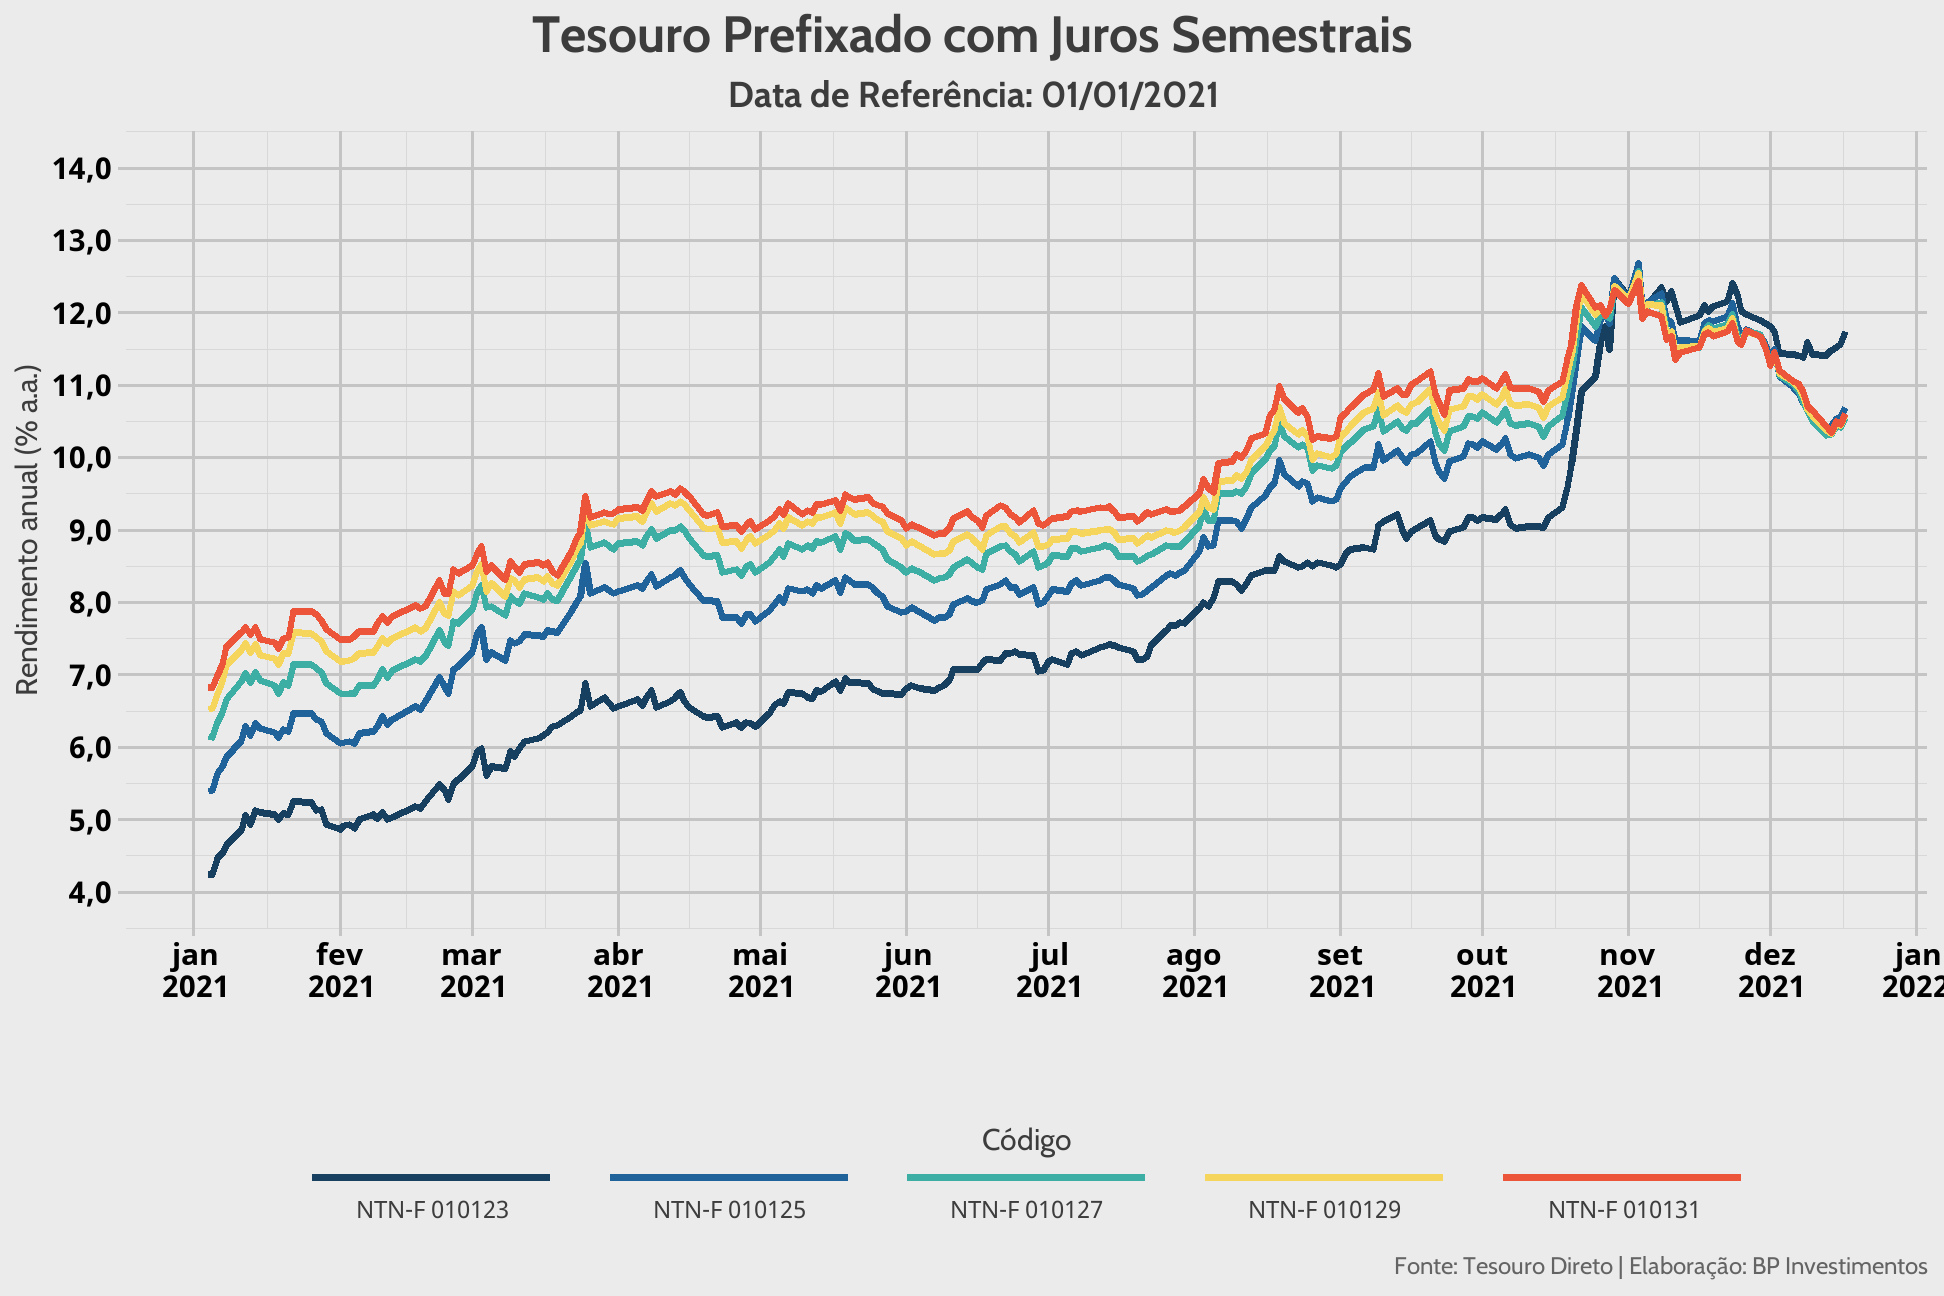 Tesouro Prefixado com Juros Semestrais
Data de Referência: 01/01/2021
Rendimento anual (% a.a.)
14,0
13,0
12,0
11,0
10,0
9,0
8,0
7,0
6,0
5,0
4,0
jan fev mar abr mai jun jul ago set out nov dez jan
2021 2021 2021 2021 2021 2021 2021 2021 2021 2021 2021 2021 2022
Código
NTN-F 010123 NTN-F 010125 NTN-F 010127 NTN-F 010129 NTN-F 010131
Fonte: Tesouro Direto | Elaboração: BP Investimentos